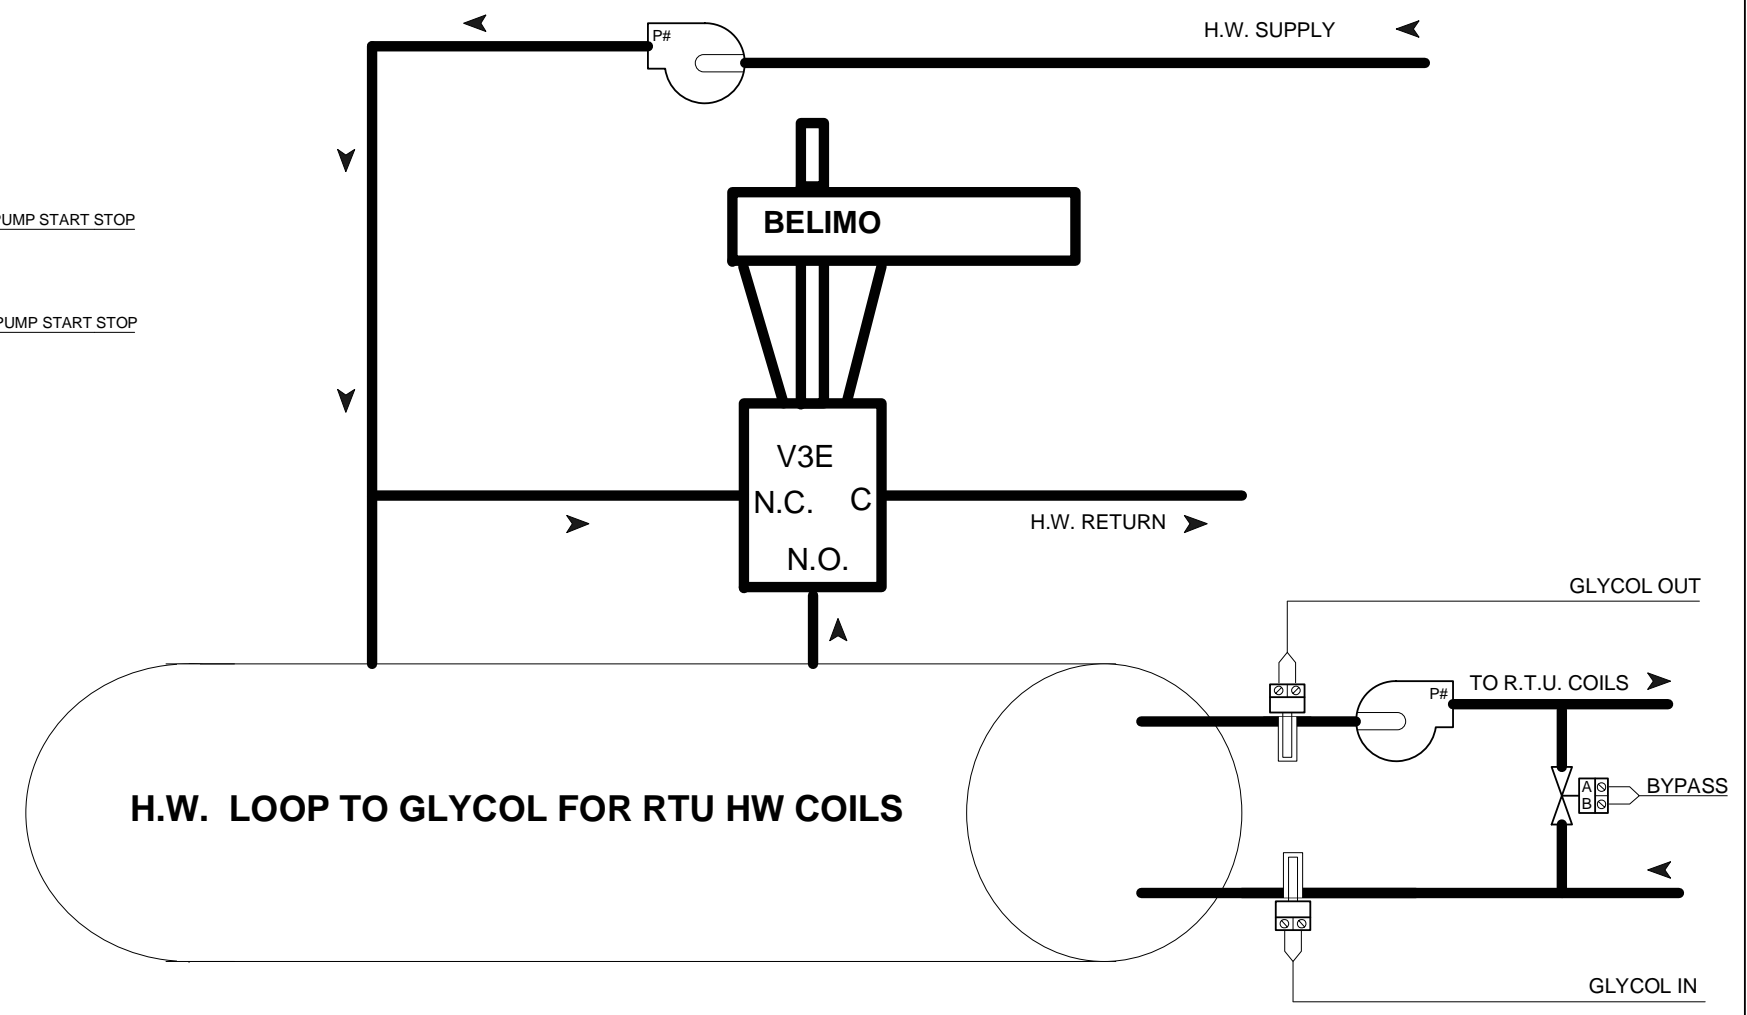 P#
H.W. SUPPLY
BELIMO
PUMP START STOP
PUMP START STOP
V3E
N.C. C
N.O.
H.W. RETURN
GLYCOL OUT
P#
TO R.T.U. COILS
A
B
BYPASS
H.W. LOOP TO GLYCOL FOR RTU HW COILS
GLYCOL IN